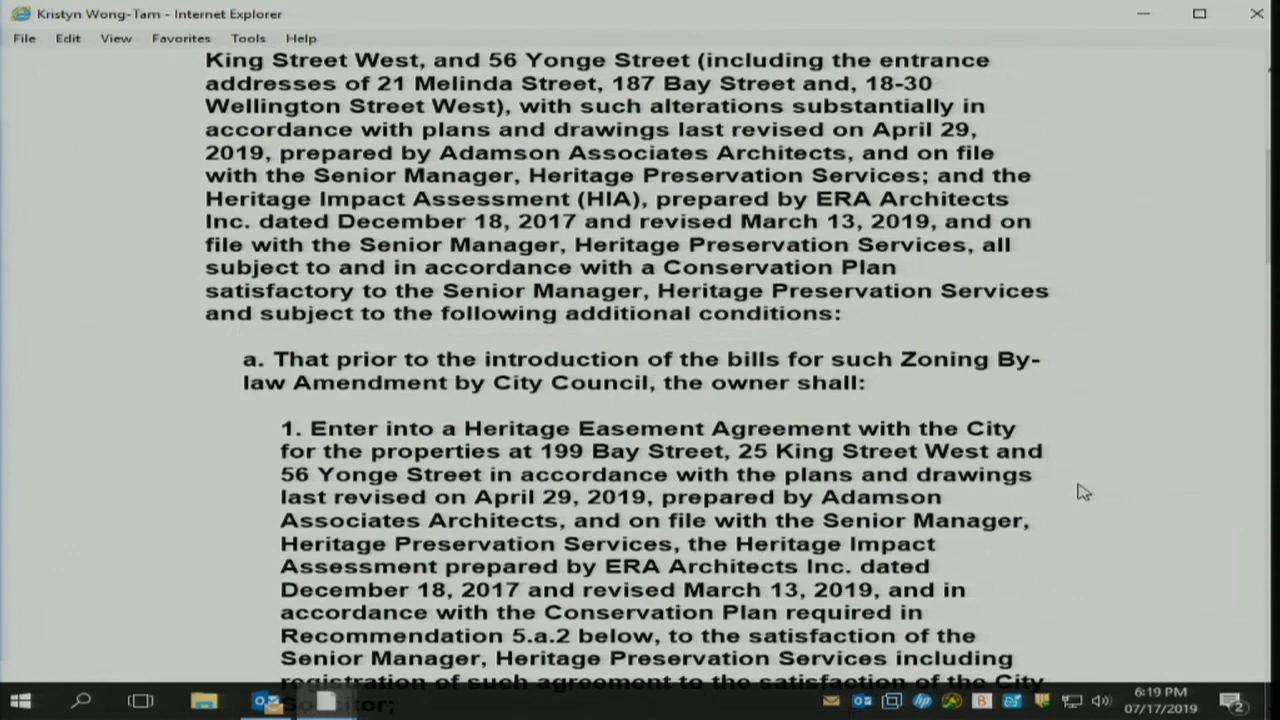 Kristyn Wong-Tam - Internet Explorer
File Edit View Favorites Tools Help
King Street West, and 56 Yonge Street (including the entrance
addresses of 21 Melinda Street, 187 Bay Street and, 18-30
Wellington Street West), with such alterations substantially in
accordance with plans and drawings last revised on April 29,
2019, prepared by Adamson Associates Architects, and on file
with the Senior Manager, Heritage Preservation Services; and the
Heritage Impact Assessment (HIA), prepared by ERA Architects
Inc. dated December 18, 2017 and revised March 13, 2019, and on
file with the Senior Manager, Heritage Preservation Services, all
subject to and in accordance with a Conservation Plan
satisfactory to the Senior Manager, Heritage Preservation Services
and subject to the following additional conditions:
a. That prior to the introduction of the bills for such Zoning By-
law Amendment by City Council, the owner shall:
1. Enter into a Heritage Easement Agreement with the City
for the properties at 199 Bay Street, 25 King Street West and
56 Yonge Street in accordance with the plans and drawings
last revised on April 29, 2019, prepared by Adamson
Associates Architects, and on file with the Senior Manager,
Heritage Preservation Services, the Heritage Impact
Assessment prepared by ERA Architects Inc. dated
December 18, 2017 and revised March 13, 2019, and in
accordance with the Conservation Plan required in
Recommendation 5.a.2 below, to the satisfaction of the
Senior Manager, Heritage Preservation Services including
registration of such agreement to the satisfaction of the City
Solicitor;
6:19 PM
07/17/2019
2